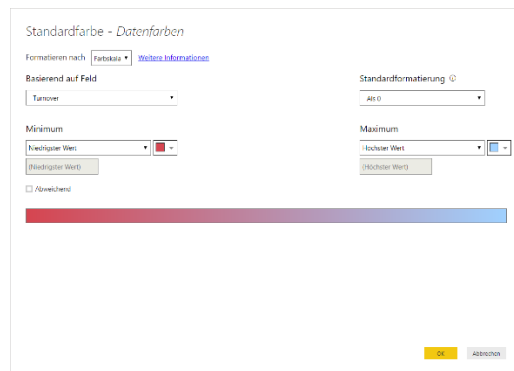 Standardfarbe - Datenfarben
Formatieren nach Farbskala Weitere Informationen
Basierend auf Feld Standardformatierung
Turnover Als 0
Minimum Maximum
Niedrigster Wert Höchster Wert
(Niedrigster Wert) (Höchster Wert)
Abweichend
OK Abbrechen